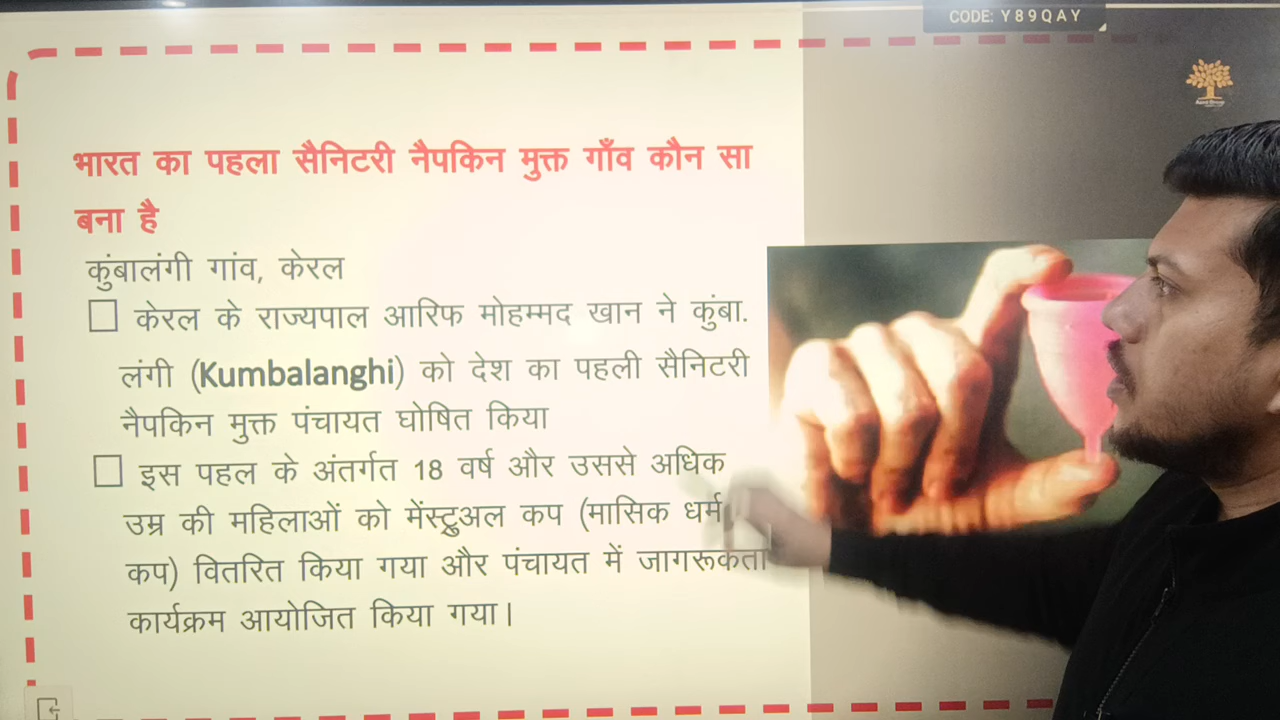 CODE: Y89QAY
भारत का पहला सैनिटरी नैपकिन मुक्त गाँव कौन सा
बना है
कुंबालंगी गांव, केरल
केरल के राज्यपाल आरिफ मोहम्मद खान ने कुंबा.
लंगी (Kumbalanghi) को देश का पहली सैनिटरी
नैपकिन मुक्त पंचायत घोषित किया
इस पहल के अंतर्गत 18 वर्ष और उससे अधिक
उम्र की महिलाओं को मेंस्ट्रुअल कप (मासिक धर्म
कप) वितरित किया गया और पंचायत में जागरूकता
कार्यक्रम आयोजित किया गया।